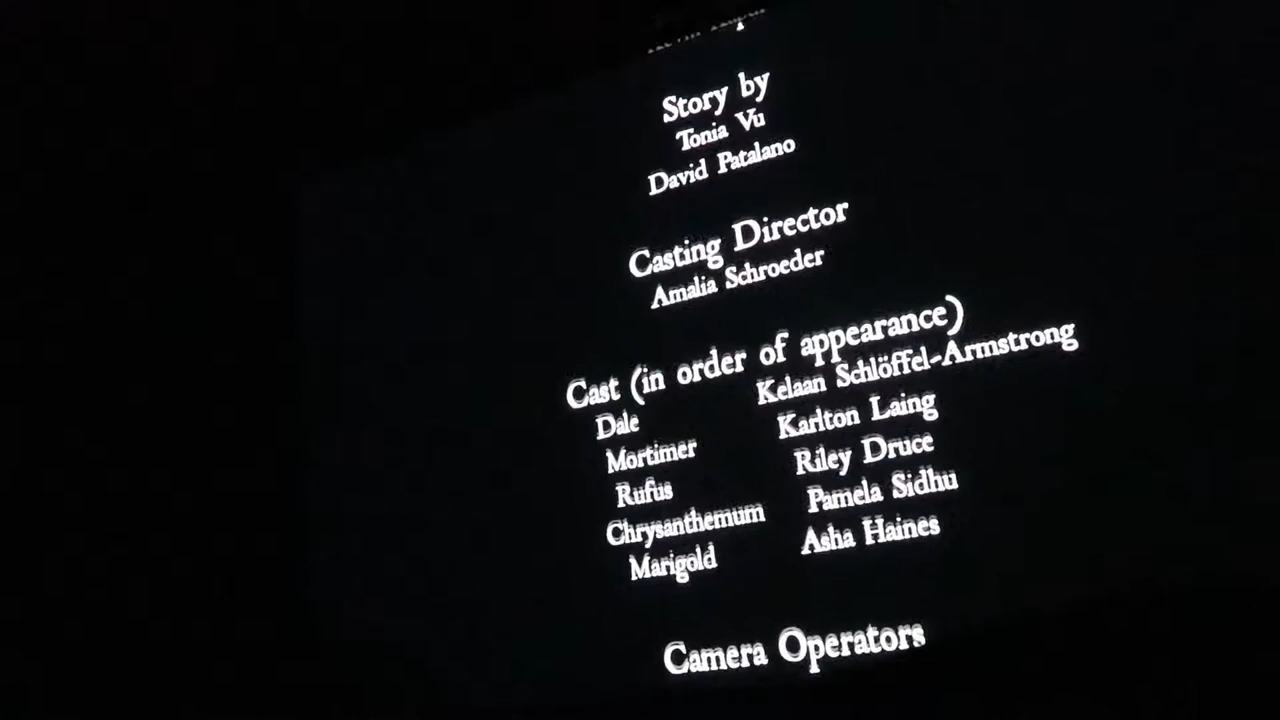 Story by
Tonia Vu
David Patalano
Casting Director
Amalia Schroeder
Cast (in order of appearance)
Dale Kelaan Schlöffel-Armstrong
Mortimer Karlton Laing
Rufus Riley Druce
Chrysanthemum Pamela Sidhu
Marigold Asha Haines
Camera Operators